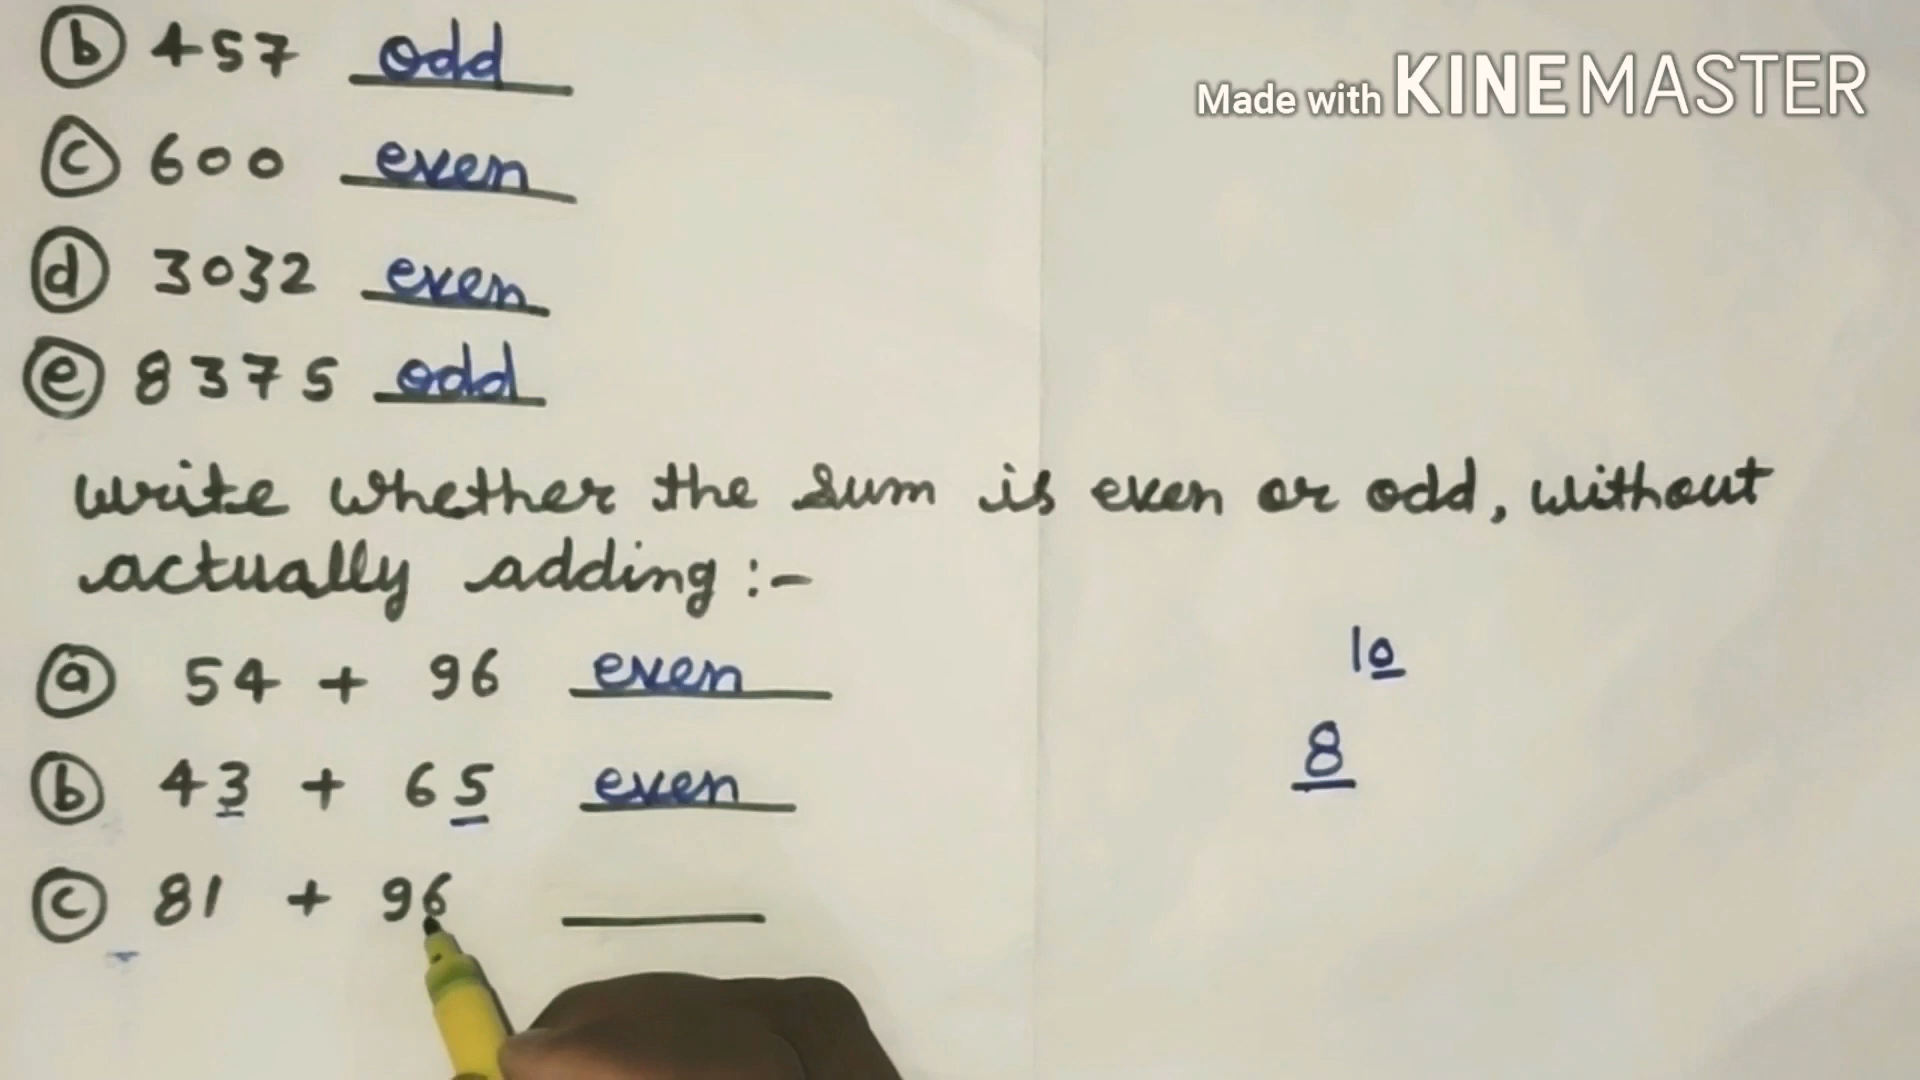 b 457 odd
Made with KINEMASTER
c 600 even
d 3032 even
e 8375 odd
Write whether the sum is even or odd, without
actually adding :-
a 54 + 96 even
10
b 43 + 65 even
8
c 81 + 96